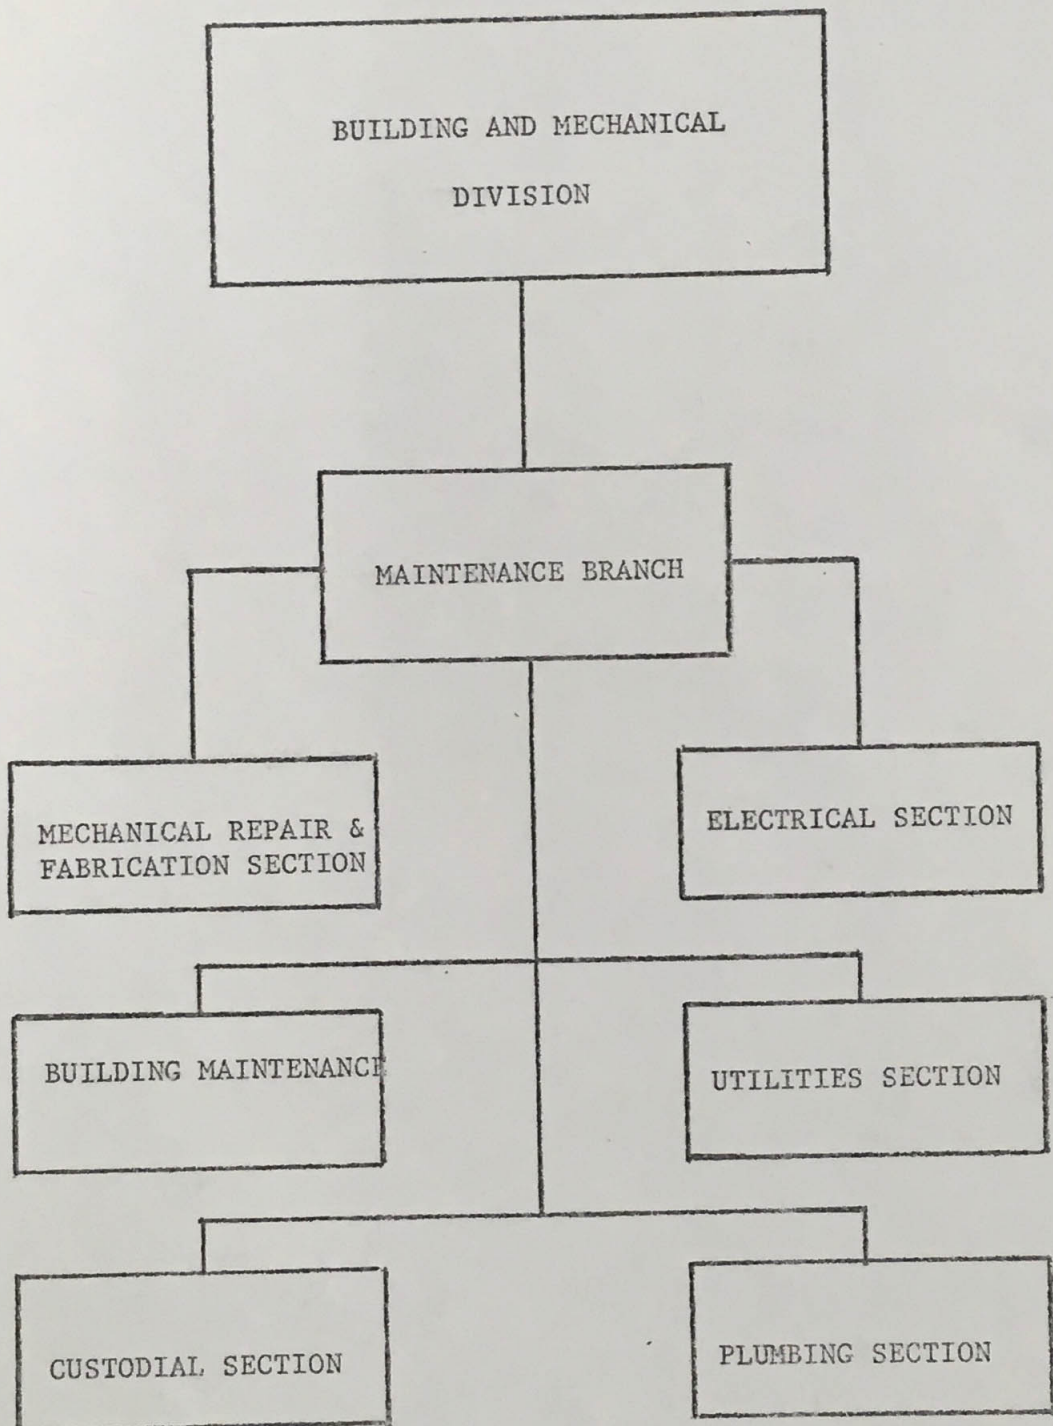 BUILDING AND MECHANICAL
DIVISION
MAINTENANCE BRANCH
MECHANICAL REPAIR &
FABRICATION SECTION
ELECTRICAL SECTION
BUILDING MAINTENANCE
UTILITIES SECTION
CUSTODIAL SECTION
PLUMBING SECTION